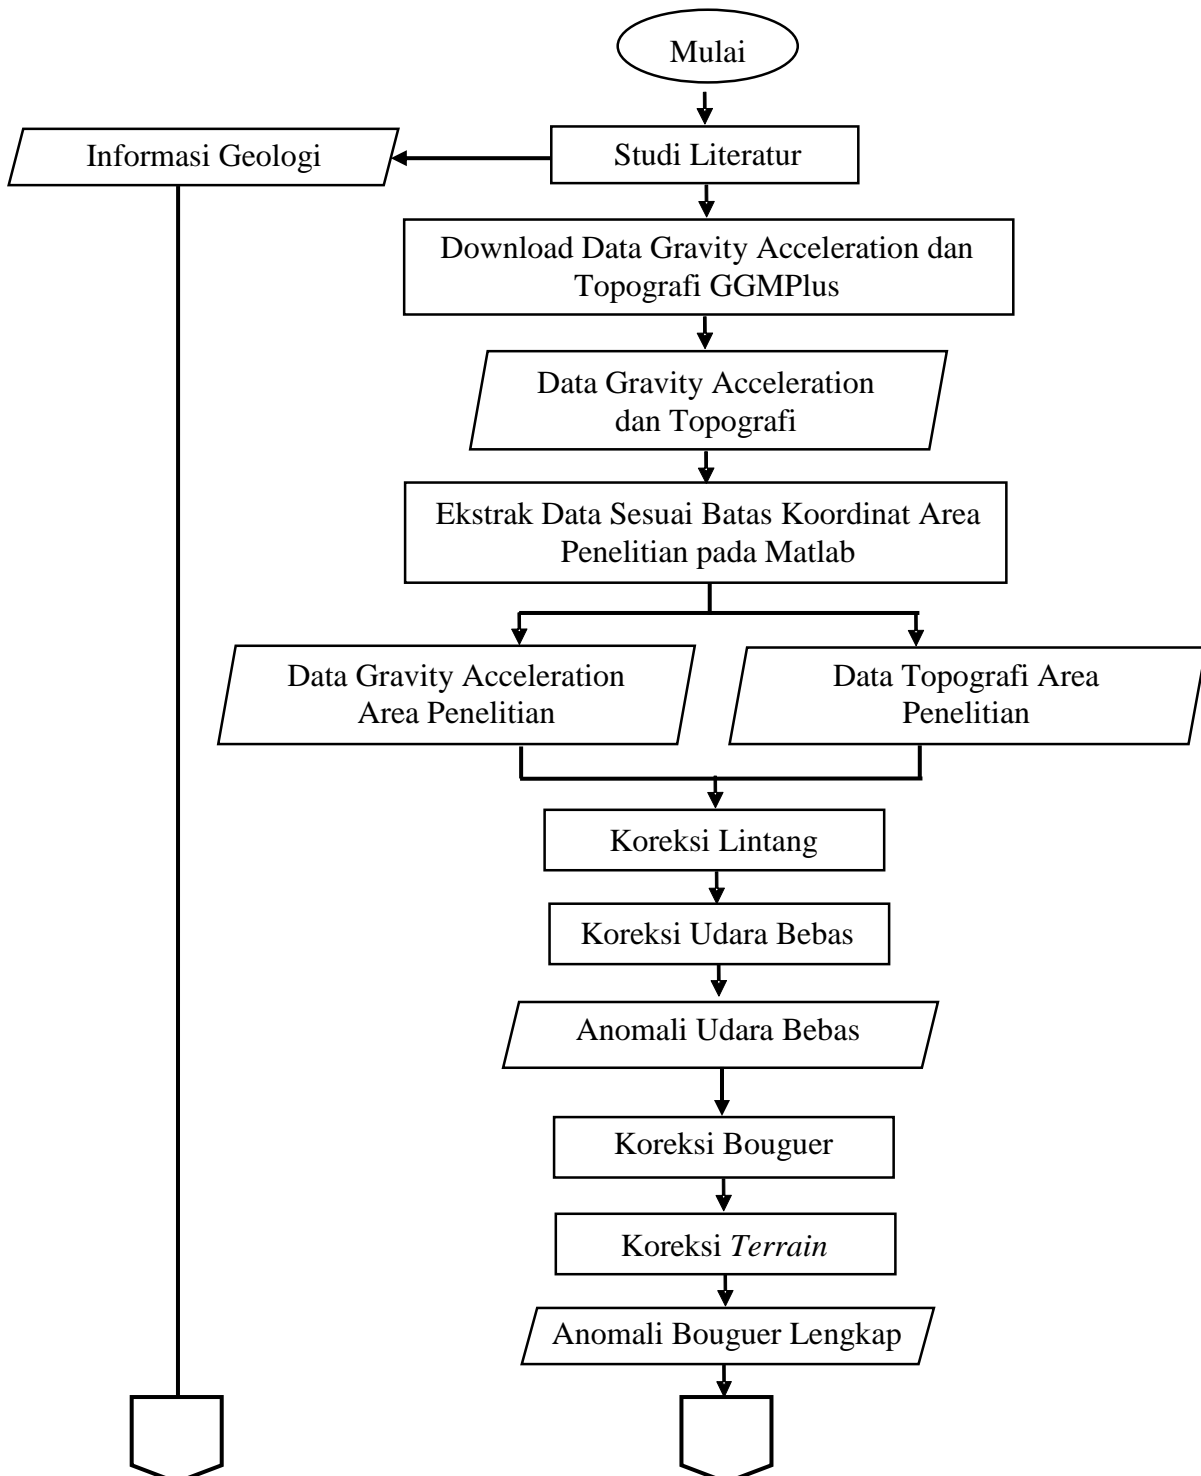 Mulai
Informasi Geologi
Studi Literatur
Download Data Gravity Acceleration dan
Topografi GGMPlus
Data Gravity Acceleration
dan Topografi
Ekstrak Data Sesuai Batas Koordinat Area
Penelitian pada Matlab
Data Gravity Acceleration
Area Penelitian
Data Topografi Area
Penelitian
Koreksi Lintang
Koreksi Udara Bebas
Anomali Udara Bebas
Koreksi Bouguer
Koreksi Terrain
Anomali Bouguer Lengkap